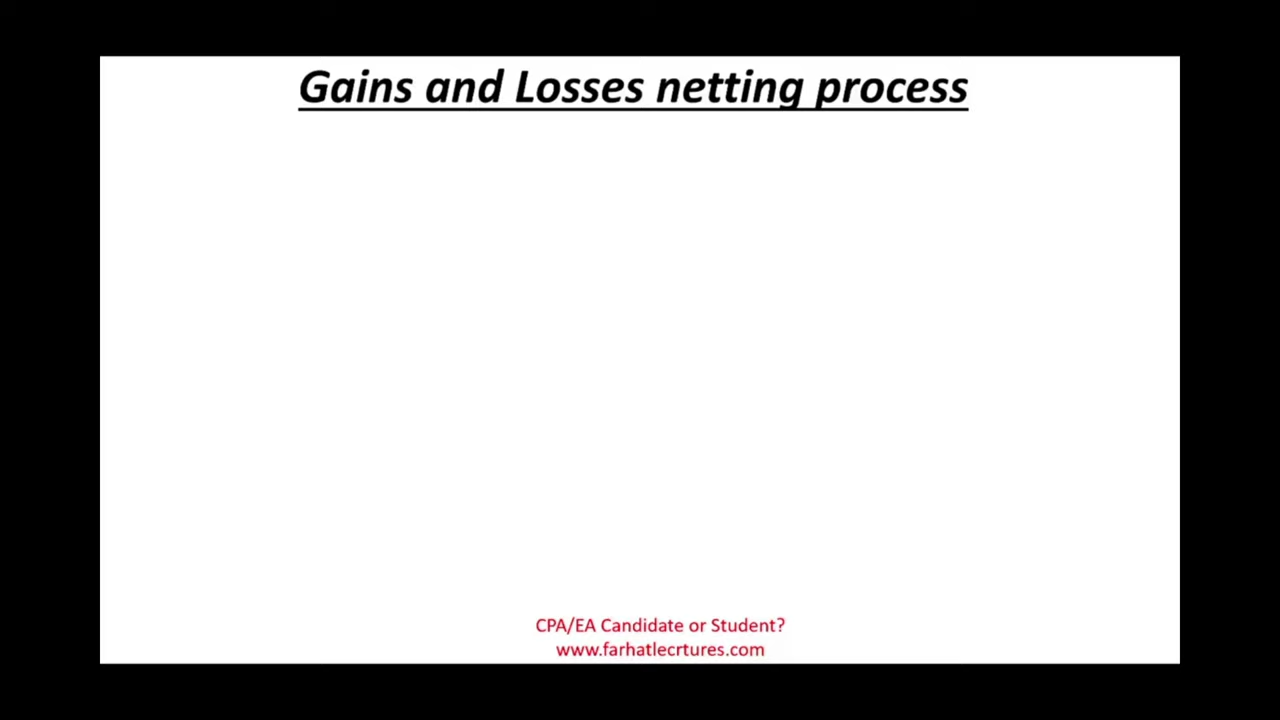 Gains and Losses netting process
CPA/EA Candidate or Student?
www.farhatlecrtures.com